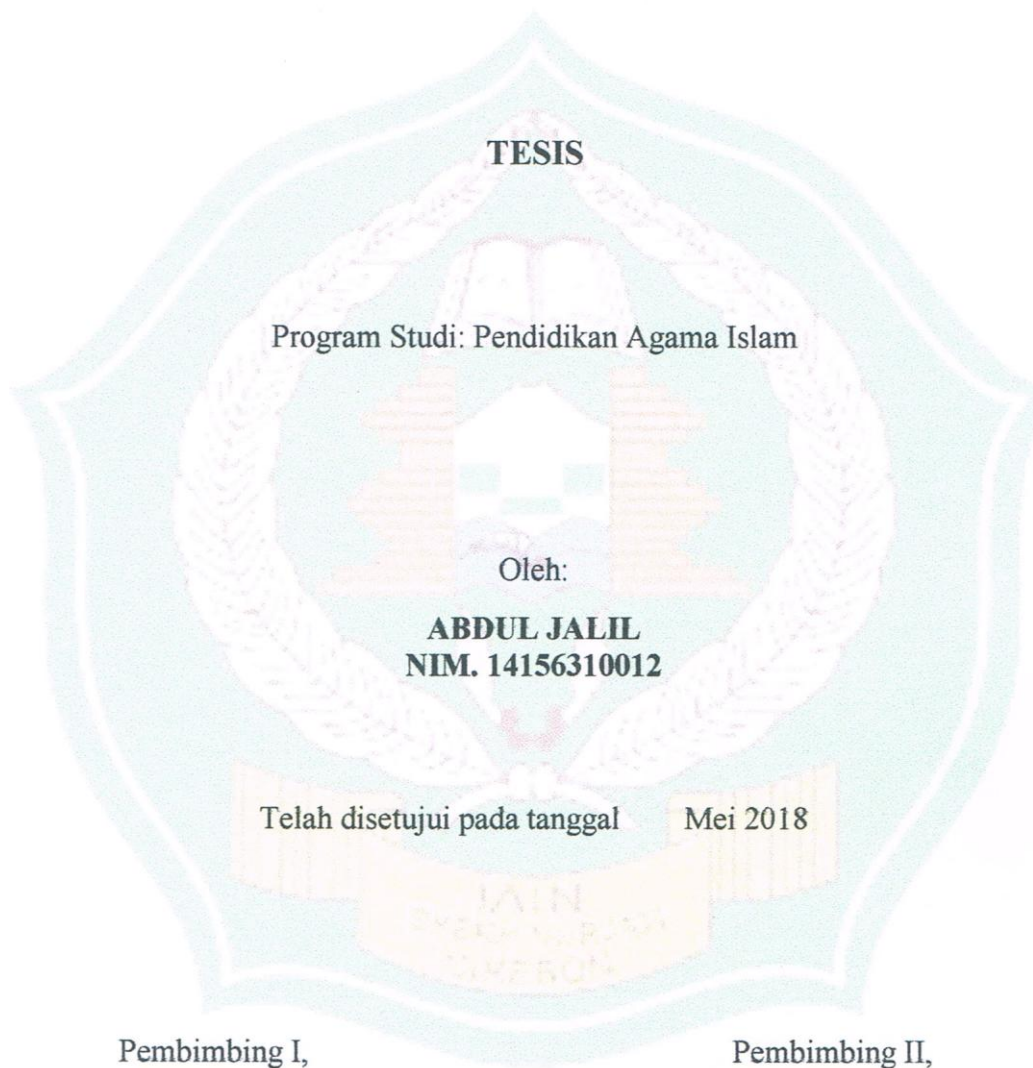 TESIS
Program Studi: Pendidikan Agama Islam
Oleh:
ABDUL JALIL
NIM. 14156310012
Telah disetujui pada tanggal Mei 2018
IAIN
Pembimbing I, Pembimbing II,